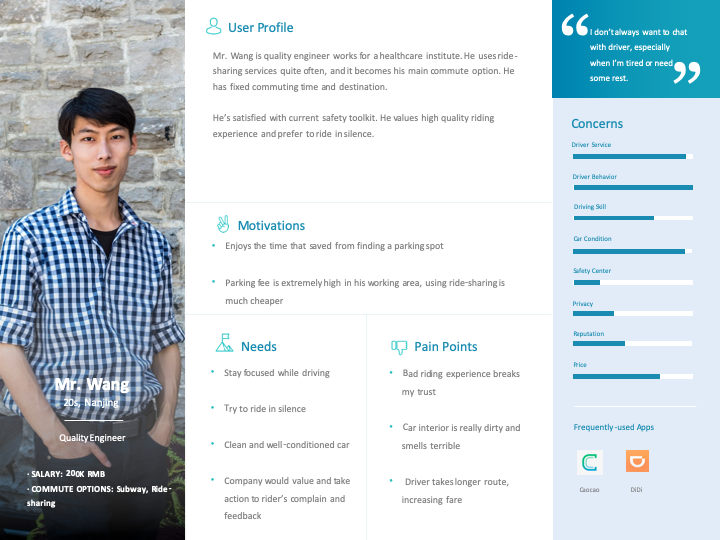 Mr. Wang
20s, Nanjing
Quality Engineer
· SALARY: 200K RMB
· COMMUTE OPTIONS: Subway, Ride-
sharing
User Profile
Mr. Wang is quality engineer works for a healthcare institute. He uses ride-
sharing services quite often, and it becomes his main commute option. He
has fixed commuting time and destination.
He's satisfied with current safety toolkit. He values high quality riding
experience and prefer to ride in silence.
Motivations
• Enjoys the time that saved from finding a parking spot
• Parking fee is extremely high in his working area, using ride-sharing is
much cheaper
Needs
• Stay focused while driving
• Try to ride in silence
• Clean and well-conditioned car
• Company would value and take
action to rider's complain and
feedback
Pain Points
• Bad riding experience breaks
my trust
• Car interior is really dirty and
smells terrible
• Driver takes longer route,
increasing fare
“I don't always want to chat
with driver, especially
when I'm tired or need
some rest.”
Concerns
Driver Service
Driver Behavior
Driving Skill
Car Condition
Safety Center
Privacy
Reputation
Price
Frequently-used Apps
Caocao
DiDi